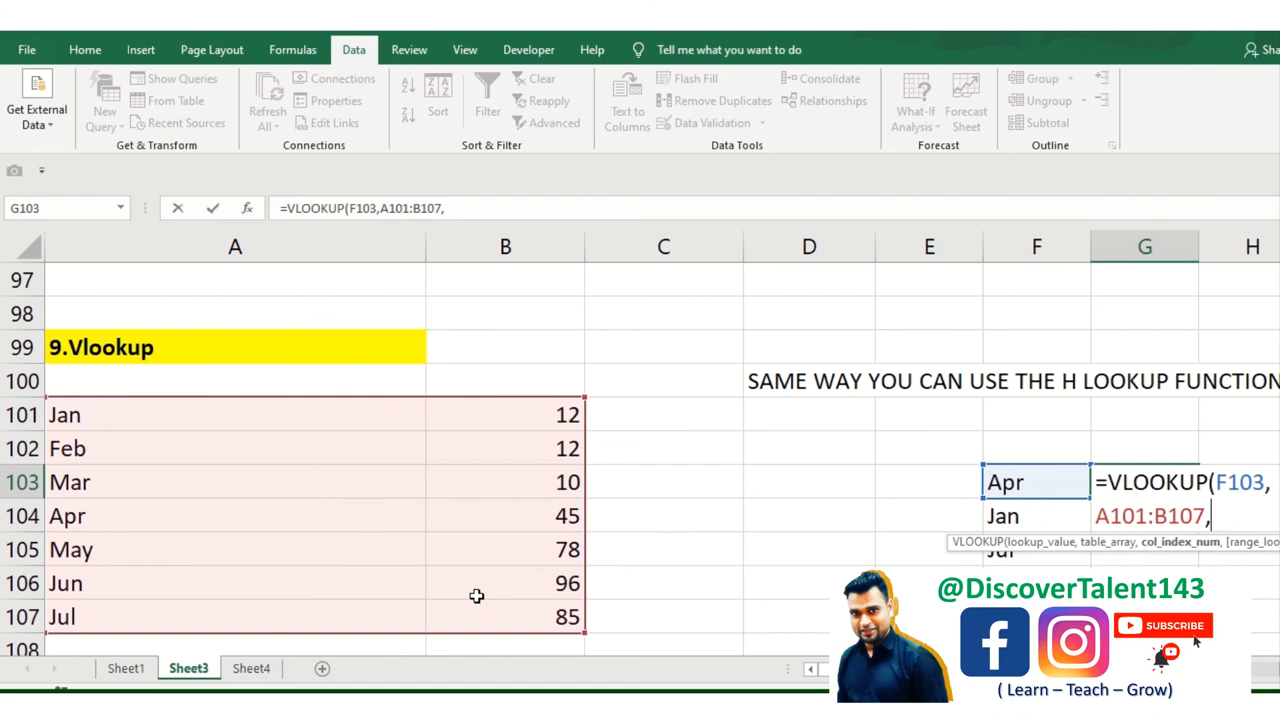 File Home Insert Page Layout Formulas Data Review View Developer Help Tell me what you want to do Sha
Get External Data
New Query
Show Queries
From Table
Recent Sources
Get & Transform
Refresh All
Connections
Properties
Edit Links
Connections
Sort
Filter
Clear
Reapply
Advanced
Sort & Filter
Text to Columns
Flash Fill
Remove Duplicates
Data Validation
Consolidate
Relationships
Data Tools
What-If Analysis
Forecast Sheet
Forecast
Group
Ungroup
Subtotal
Outline
G103 fx =VLOOKUP(F103,A101:B107,
A B C D E F G H
97
98
99 9.Vlookup
100 SAME WAY YOU CAN USE THE H LOOKUP FUNCTION
101 Jan 12
102 Feb 12
103 Mar 10 Apr =VLOOKUP(F103,
104 Apr 45 Jan A101:B107,
VLOOKUP(lookup_value, table_array, col_index_num, [range_loo
105 May 78 Jul
106 Jun 96
107 Jul 85
108
@DiscoverTalent143
SUBSCRIBE
( Learn – Teach – Grow)
Sheet1 Sheet3 Sheet4